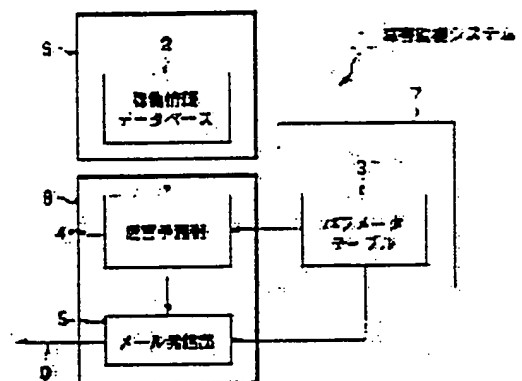 2
障害監視システム
稼働情報
データベース
7
3
4
障害予測部
パラメータ
テーブル
メール発信部